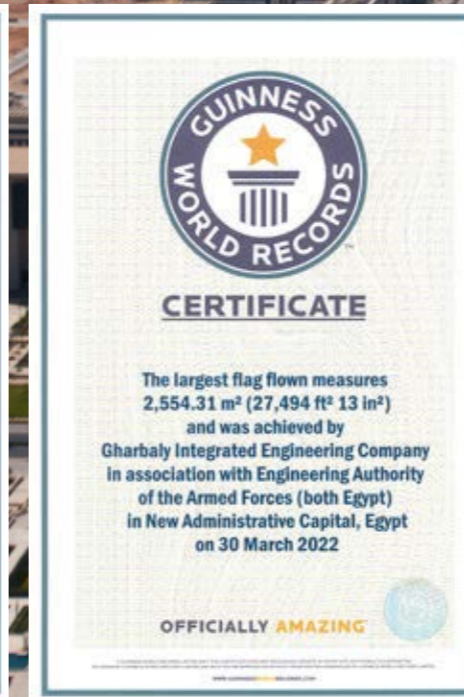 GUINNESS
WORLD RECORDS
CERTIFICATE
The largest flag flown measures
2,554.31 m² (27,494 ft² 13 in²)
and was achieved by
Gharbaly Integrated Engineering Company
in association with Engineering Authority
of the Armed Forces (both Egypt)
in New Administrative Capital, Egypt
on 30 March 2022
OFFICIALLY AMAZING